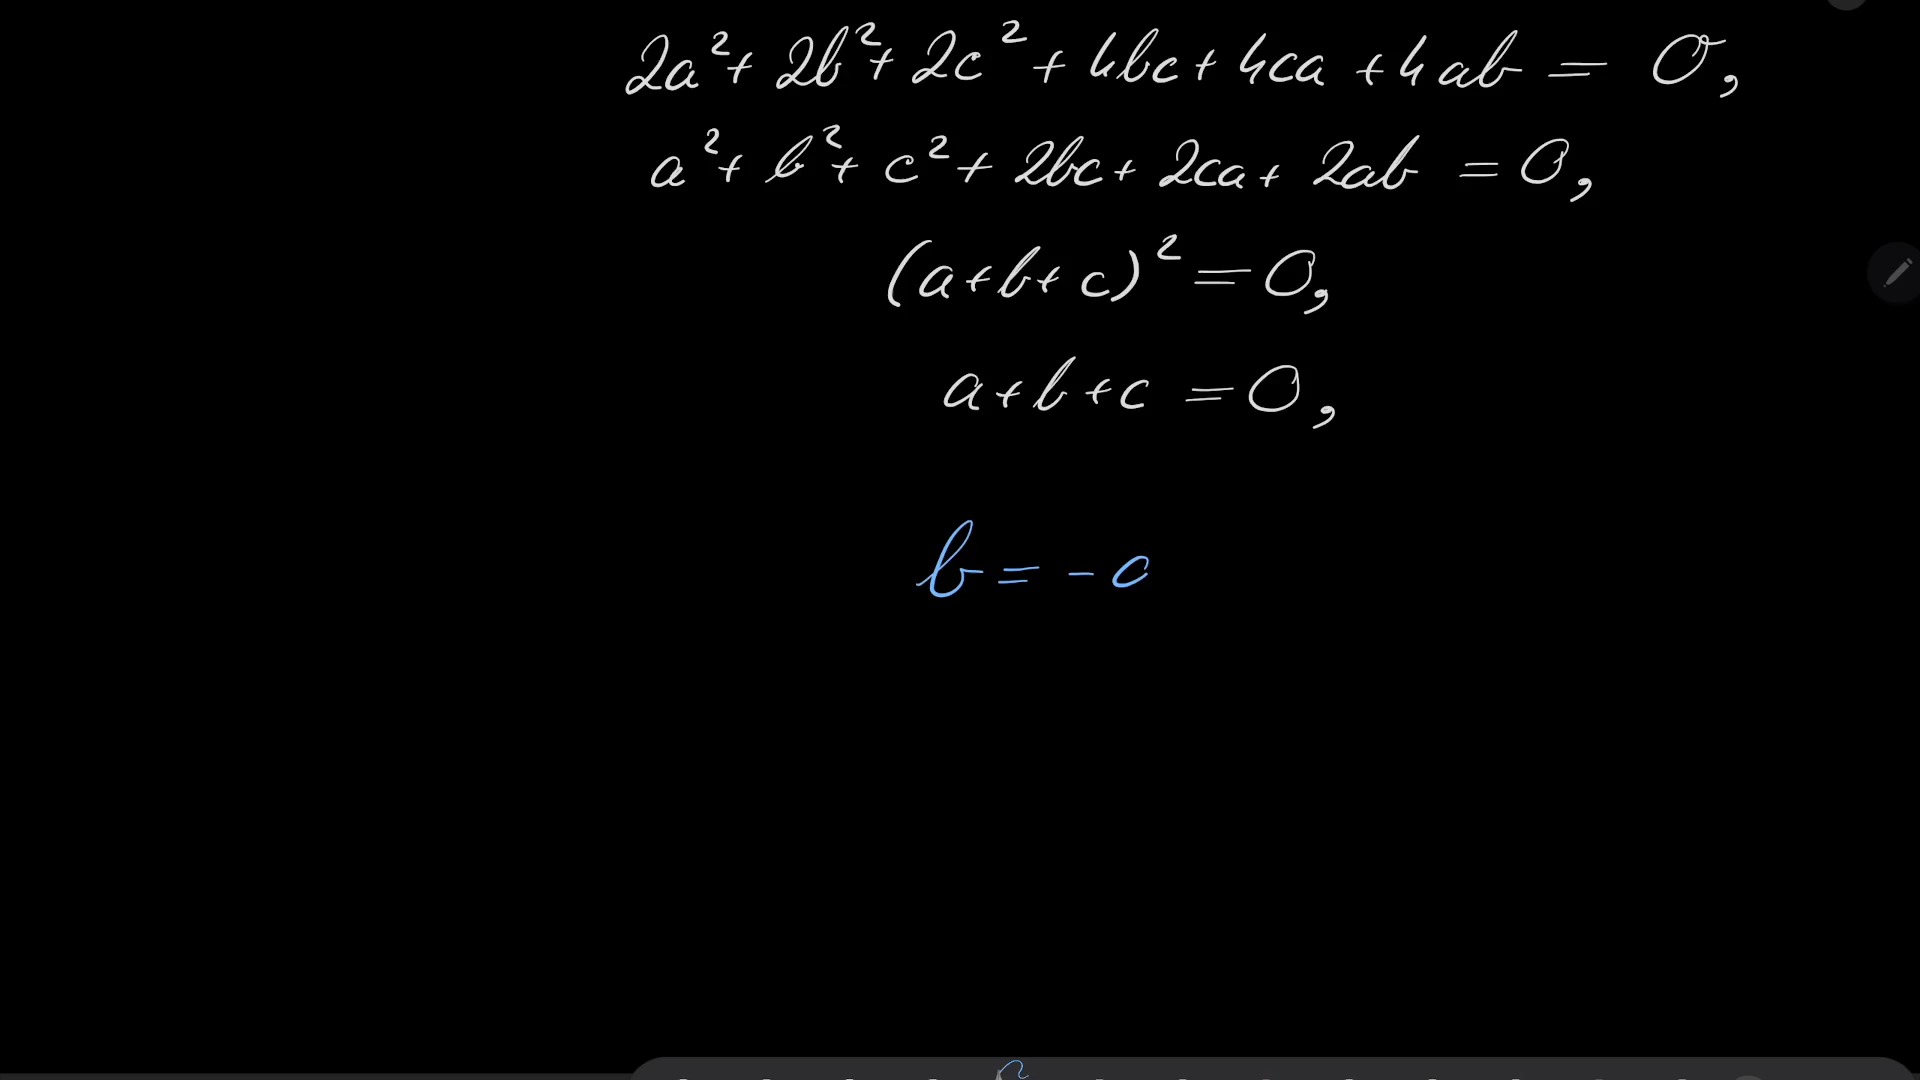 2a² + 2b² + 2c² + 4bc + 4ca + 4ab = 0,
a² + b² + c² + 2bc + 2ca + 2ab = 0,
(a+b+c)² = 0,
a+b+c = 0,
b = -c